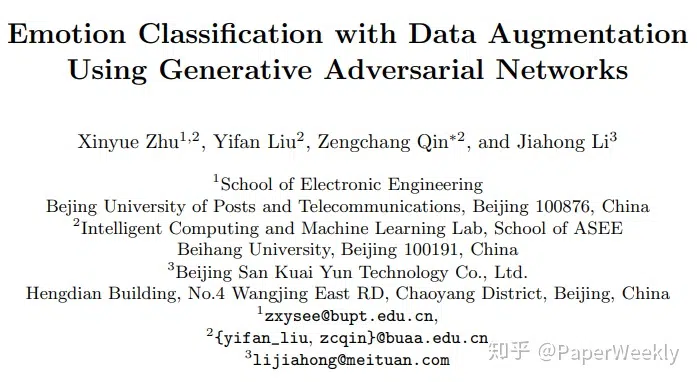 Emotion Classification with Data Augmentation
Using Generative Adversarial Networks
Xinyue Zhu1,2, Yifan Liu2, Zengchang Qin*2, and Jiahong Li3
1School of Electronic Engineering
Bejing University of Posts and Telecommunications, Beijing 100876, China
2Intelligent Computing and Machine Learning Lab, School of ASEE
Beihang University, Beijing 100191, China
3Beijing San Kuai Yun Technology Co., Ltd.
Hengdian Building, No.4 Wangjing East RD, Chaoyang District, Beijing, China
1zxysee@bupt.edu.cn,
2{yifan_liu, zcqin}@buaa.edu.cn
3lijiahong@meituan.com
知乎 @PaperWeekly